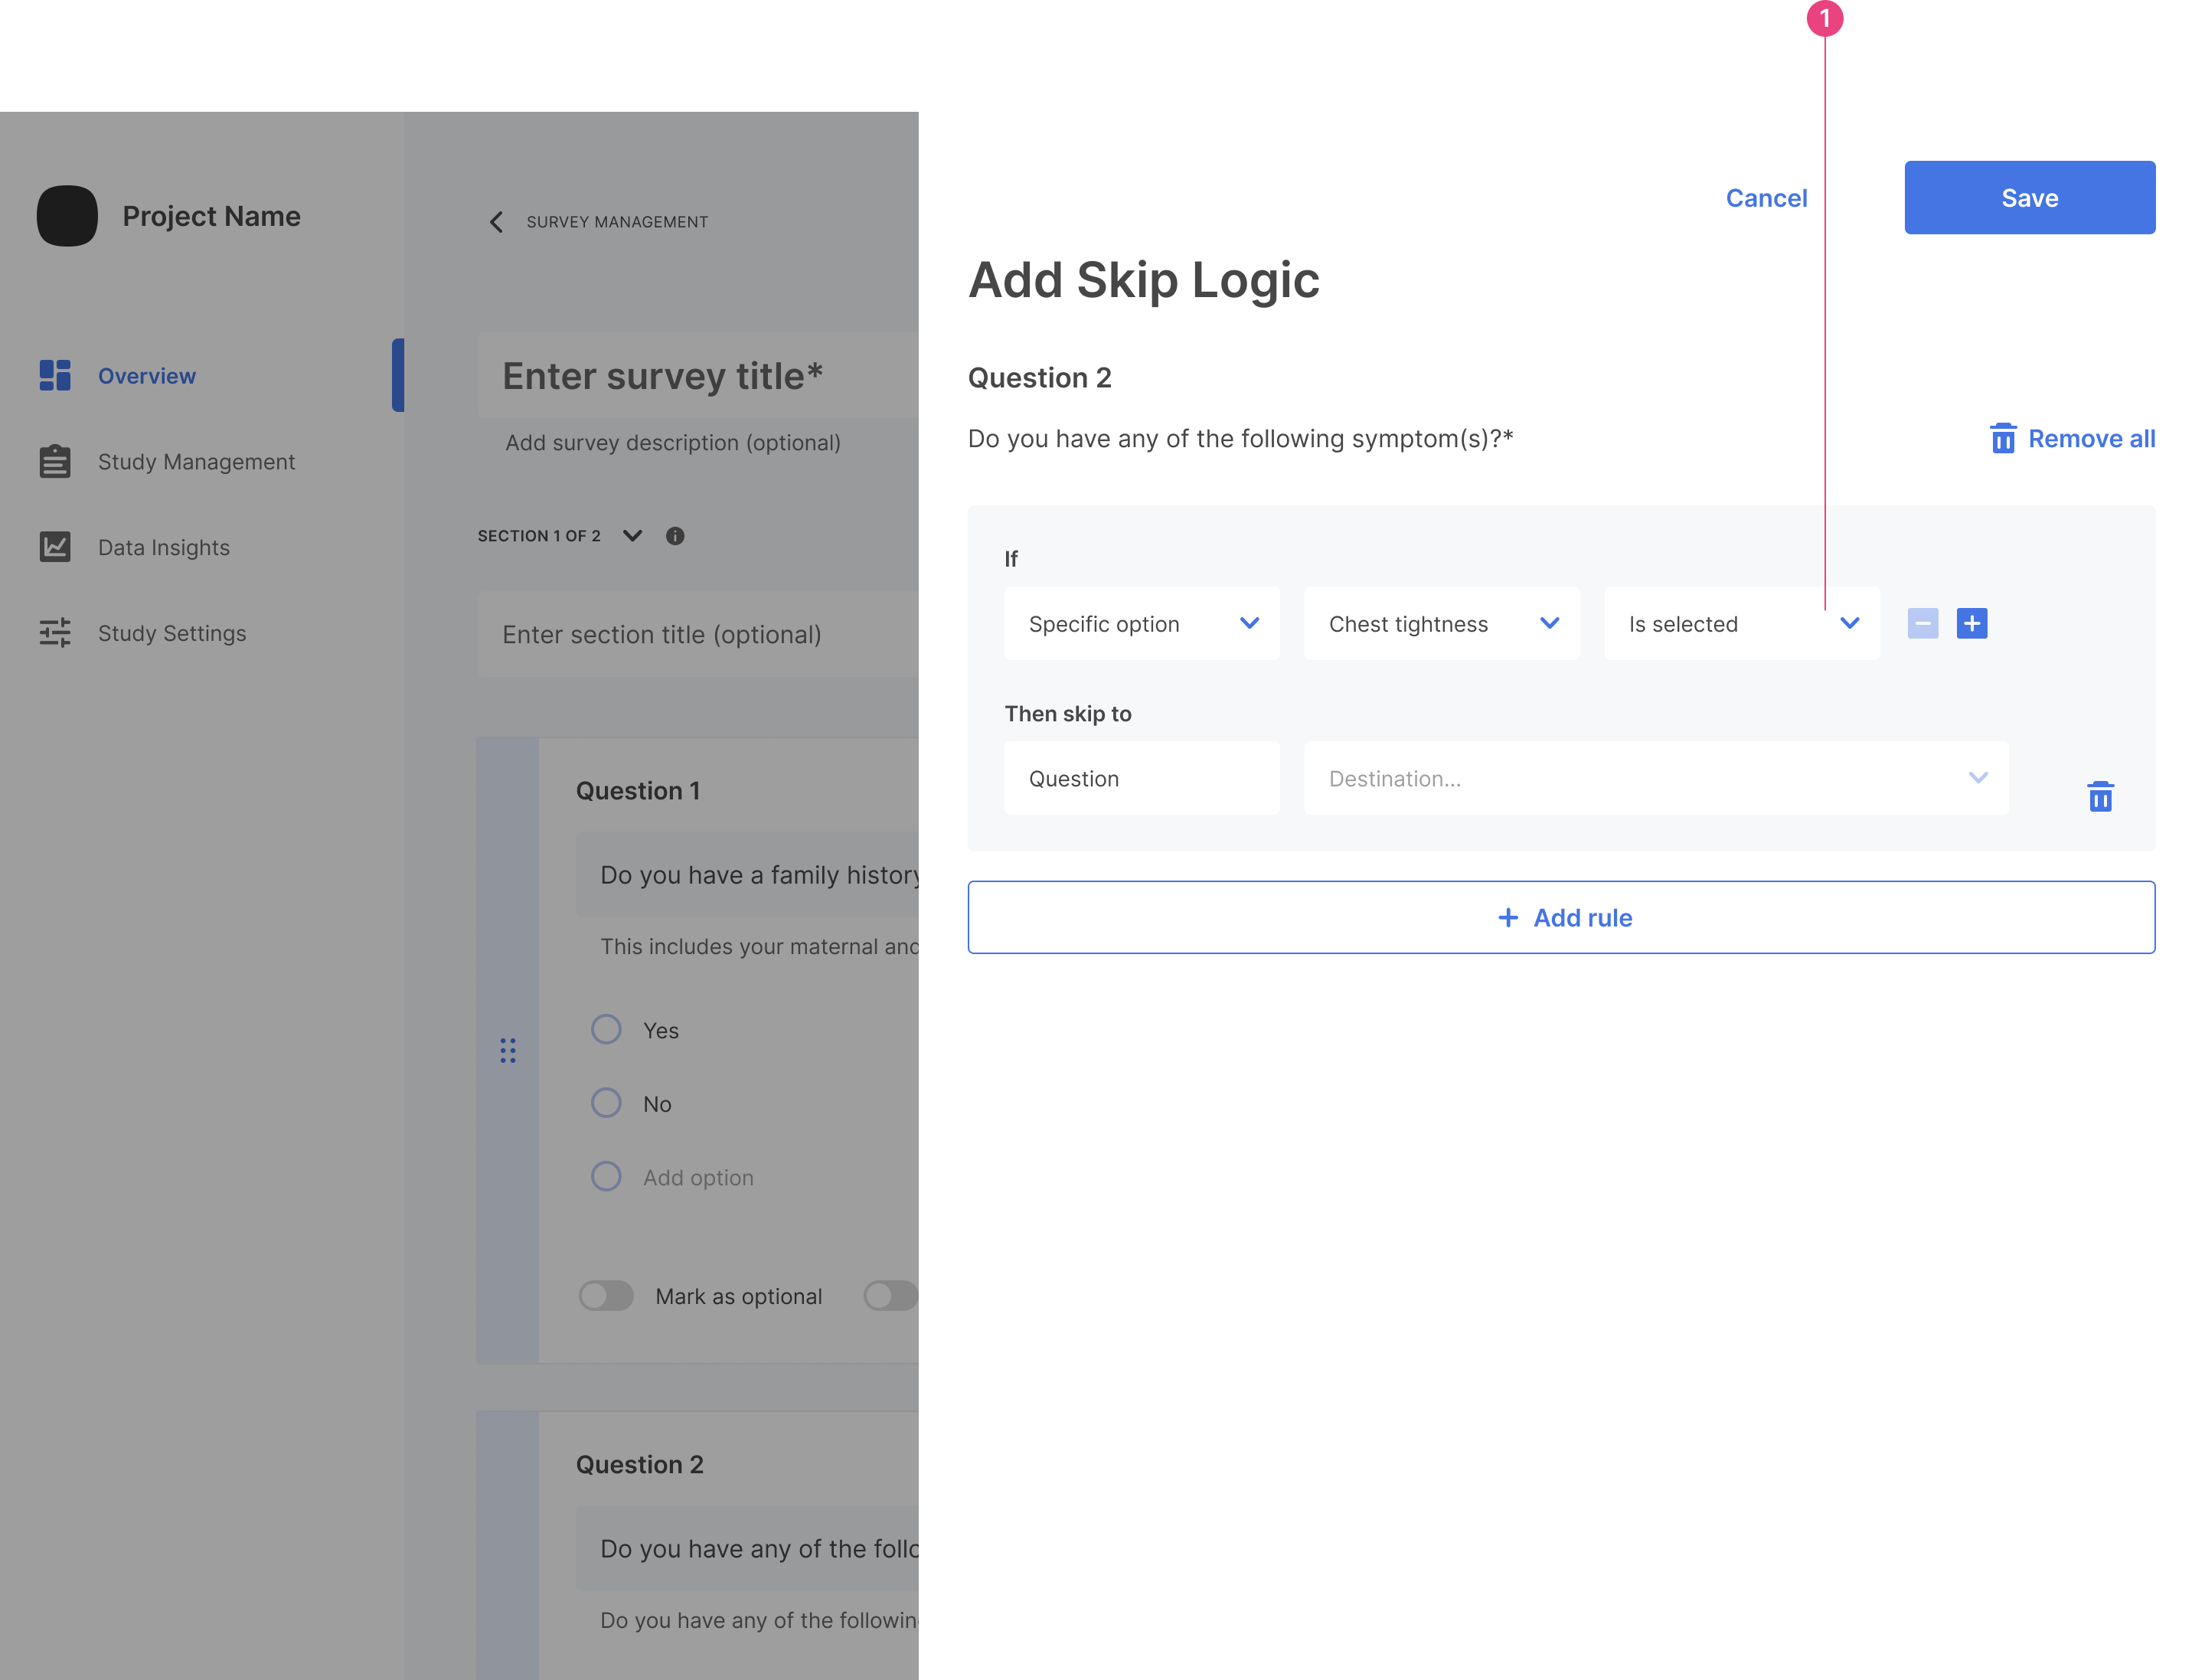 1
Project Name
Overview
Study Management
Data Insights
Study Settings
SURVEY MANAGEMENT
Enter survey title*
Add survey description (optional)
SECTION 1 OF 2
Enter section title (optional)
Question 1
Do you have a family history
This includes your maternal and
Yes
No
Add option
Mark as optional
Question 2
Do you have any of the follo
Do you have any of the followin
Cancel
Save
Add Skip Logic
Question 2
Do you have any of the following symptom(s)?*
Remove all
If
Specific option
Chest tightness
Is selected
Then skip to
Question
Destination...
Add rule